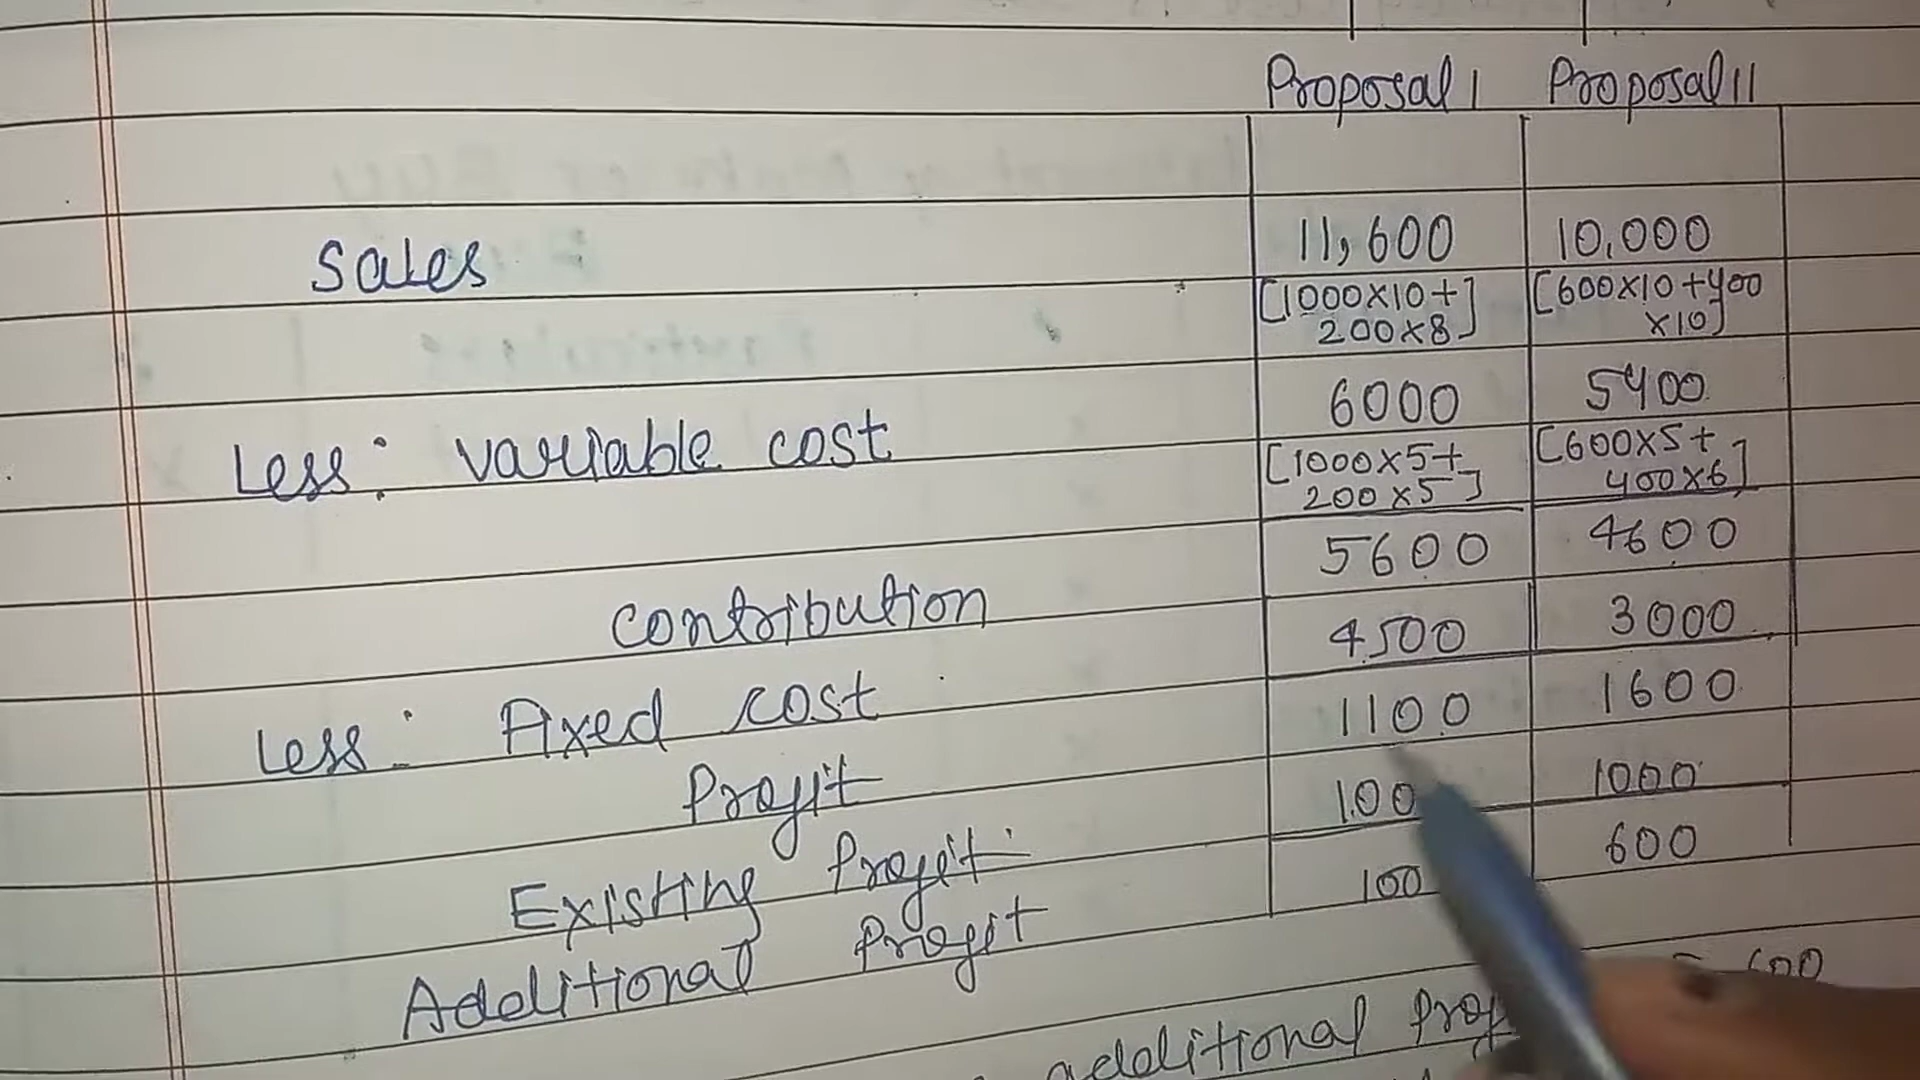 Proposal I Proposal II
Sales 11,600 10,000
[1000x10+ [600x10+400
200x8] x10]
Less: variable cost 6000 5400
[1000x5+ [600x5+
200x5] 400x6]
contribution 5600 4600
Less: Fixed cost 4500 3000
Profit 1100 1600
Existing Profit 100 1000
Additional Profit 100 600
600
additional